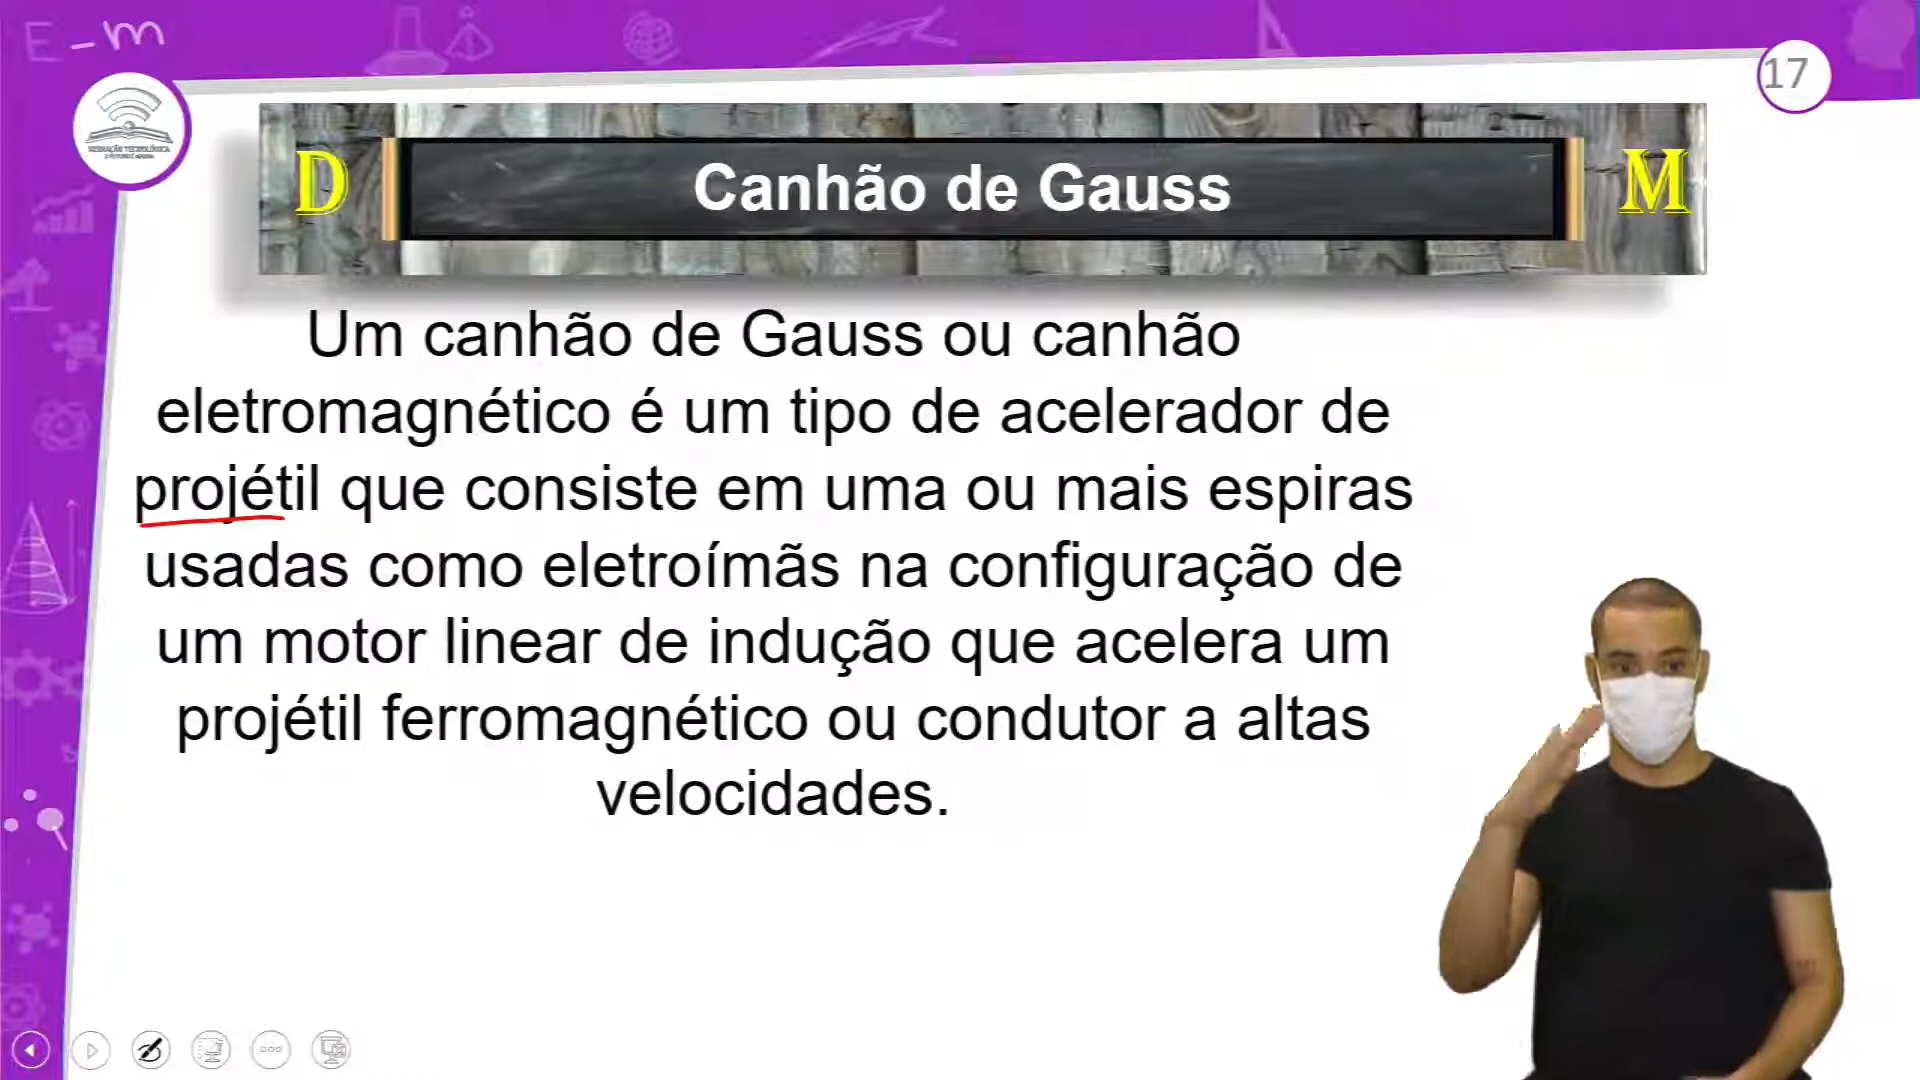 E-m
17
MEDIAÇÃO TECNOLÓGICA
D Canhão de Gauss M
Um canhão de Gauss ou canhão
eletromagnético é um tipo de acelerador de
projétil que consiste em uma ou mais espiras
usadas como eletroímãs na configuração de
um motor linear de indução que acelera um
projétil ferromagnético ou condutor a altas
velocidades.